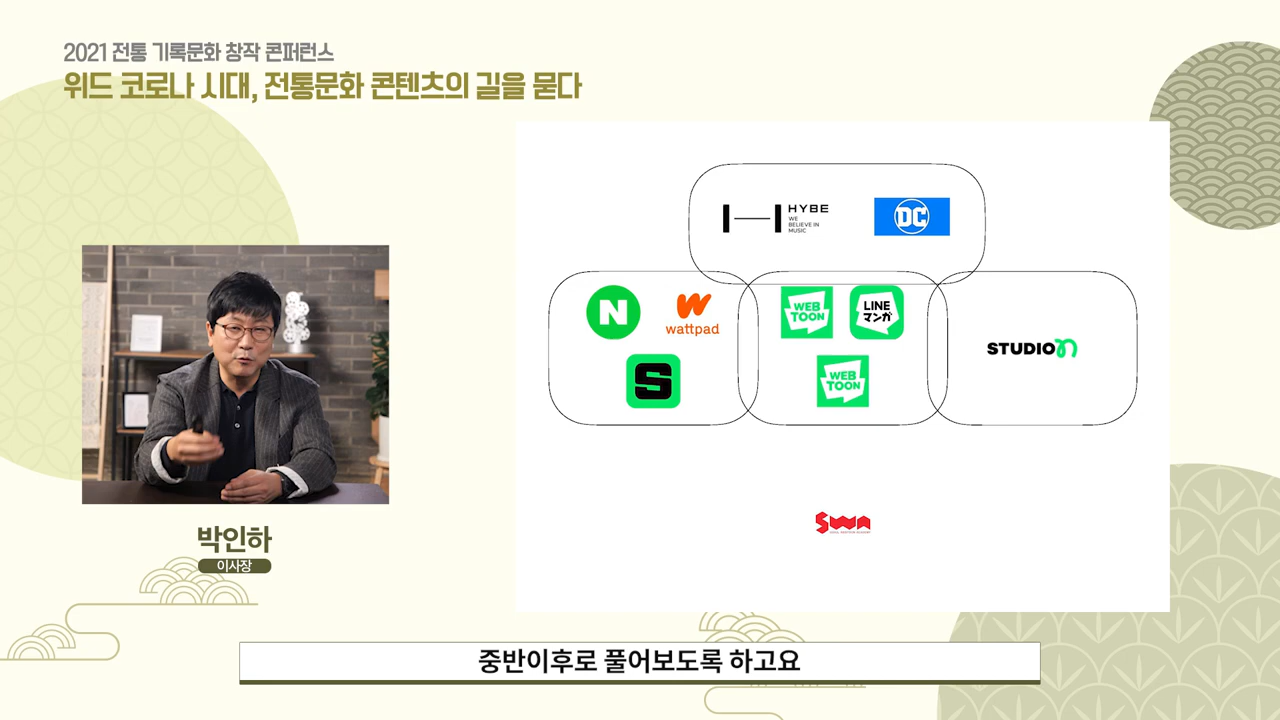 2021 전통 기록문화 창작 콘퍼런스
위드 코로나 시대, 전통문화 콘텐츠의 길을 묻다
HYBE
WE
BELIEVE IN
MUSIC
DC
N
wattpad
S
WEB
TOON
LINE
マンガ
WEB
TOON
STUDIO n
SWA
박인하
이사장
중반이후로 풀어보도록 하고요